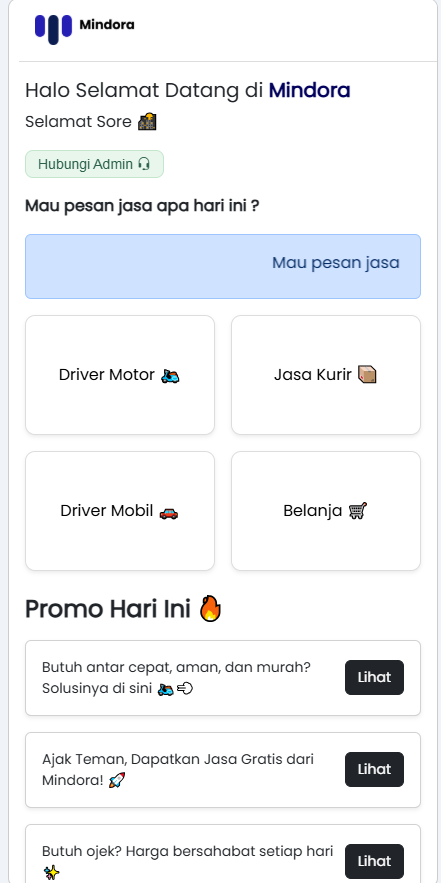 Mindora
Halo Selamat Datang di Mindora
Selamat Sore 🌇
Hubungi Admin 🎧
Mau pesan jasa apa hari ini ?
Mau pesan jasa
Driver Motor 🛵
Jasa Kurir 📦
Driver Mobil 🚗
Belanja 🛒
Promo Hari Ini 🔥
Butuh antar cepat, aman, dan murah?
Solusinya di sini 🛵💨
Lihat
Ajak Teman, Dapatkan Jasa Gratis dari
Mindora! 🚀
Lihat
Butuh ojek? Harga bersahabat setiap hari
✨
Lihat